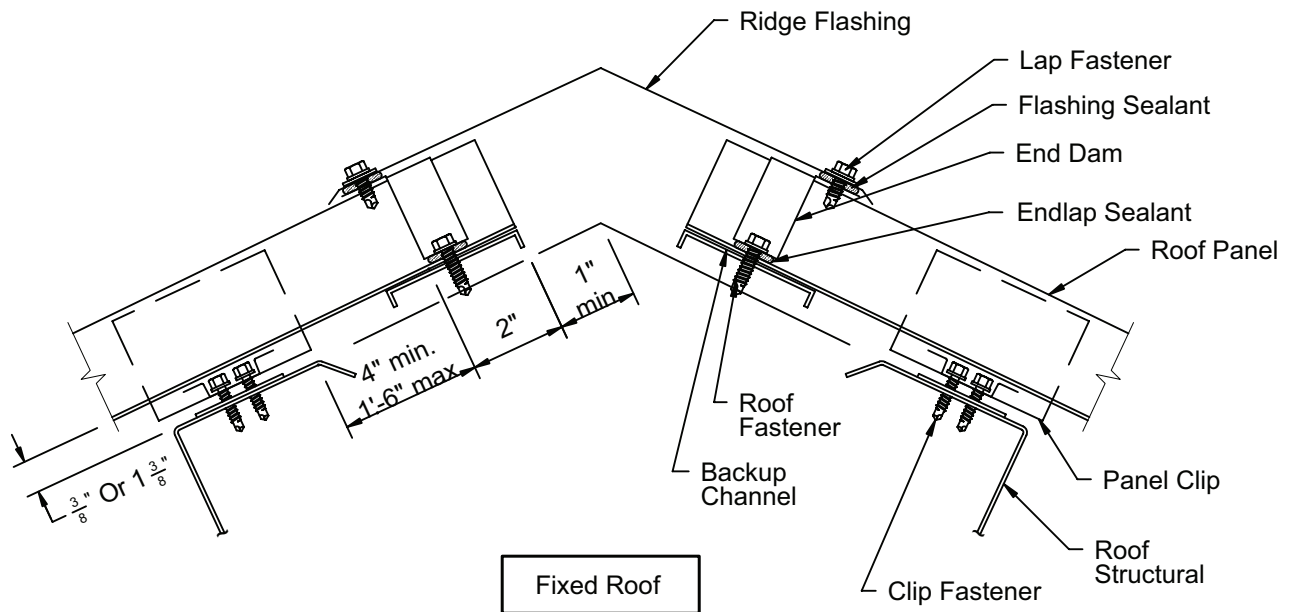 Ridge Flashing
Lap Fastener
Flashing Sealant
End Dam
Endlap Sealant
Roof Panel
1"
min
2"
4" min.
1'-6" max
Roof
Fastener
Backup
Channel
3/8" Or 1 3/8"
Panel Clip
Roof
Structural
Clip Fastener
Fixed Roof